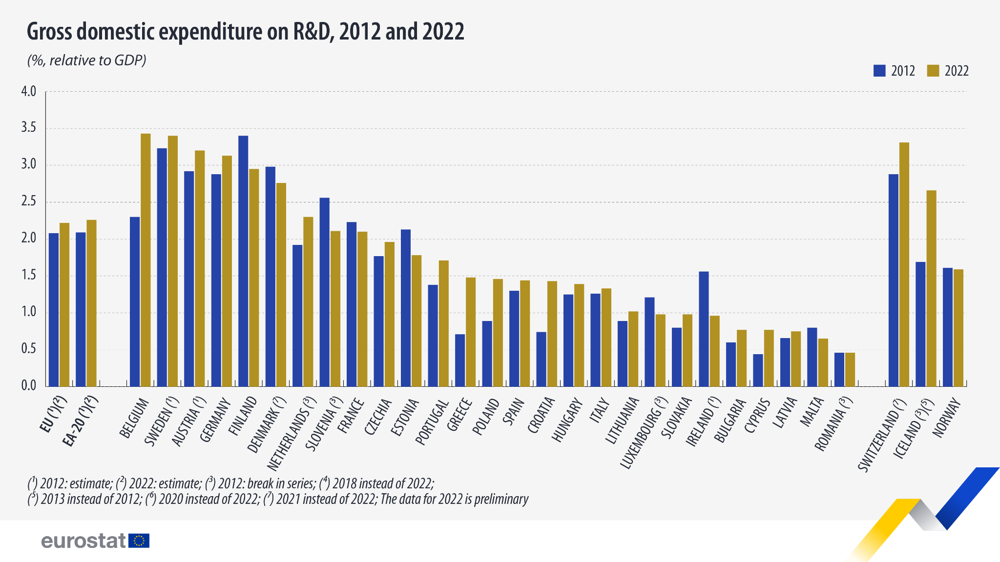 Gross domestic expenditure on R&D, 2012 and 2022
(%, relative to GDP)
2012
2022
4.0
3.5
3.0
2.5
2.0
1.5
1.0
0.5
0.0
EU (¹)(²)
EA-20 (¹)(²)
BELGIUM
SWEDEN (¹)
AUSTRIA (¹)
GERMANY
FINLAND
DENMARK (⁷)
NETHERLANDS (³)
SLOVENIA (³)
FRANCE
CZECHIA
ESTONIA
PORTUGAL
GREECE
POLAND
SPAIN
CROATIA
HUNGARY
ITALY
LITHUANIA
LUXEMBOURG (³)
SLOVAKIA
IRELAND (¹)
BULGARIA
CYPRUS
LATVIA
MALTA
ROMANIA (³)
SWITZERLAND (⁷)
ICELAND (³)(⁵)
NORWAY
(¹) 2012: estimate; (²) 2022: estimate; (³) 2012: break in series; (⁴) 2018 instead of 2022;
(⁵) 2013 instead of 2012; (⁶) 2020 instead of 2022; (⁷) 2021 instead of 2022; The data for 2022 is preliminary
eurostat